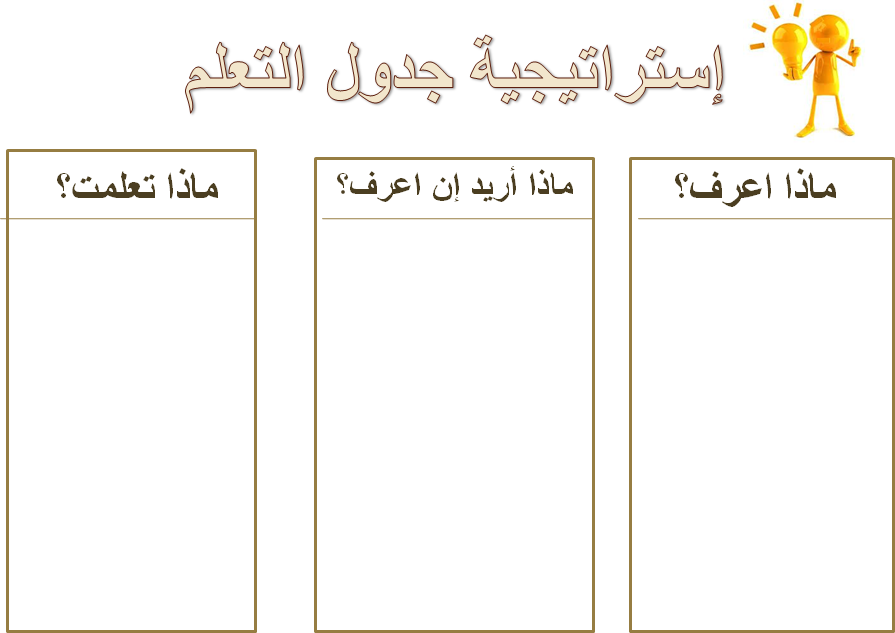 إستراتيجية جدول التعلم
ماذا اعرف؟
ماذا أريد إن اعرف؟
ماذا تعلمت؟